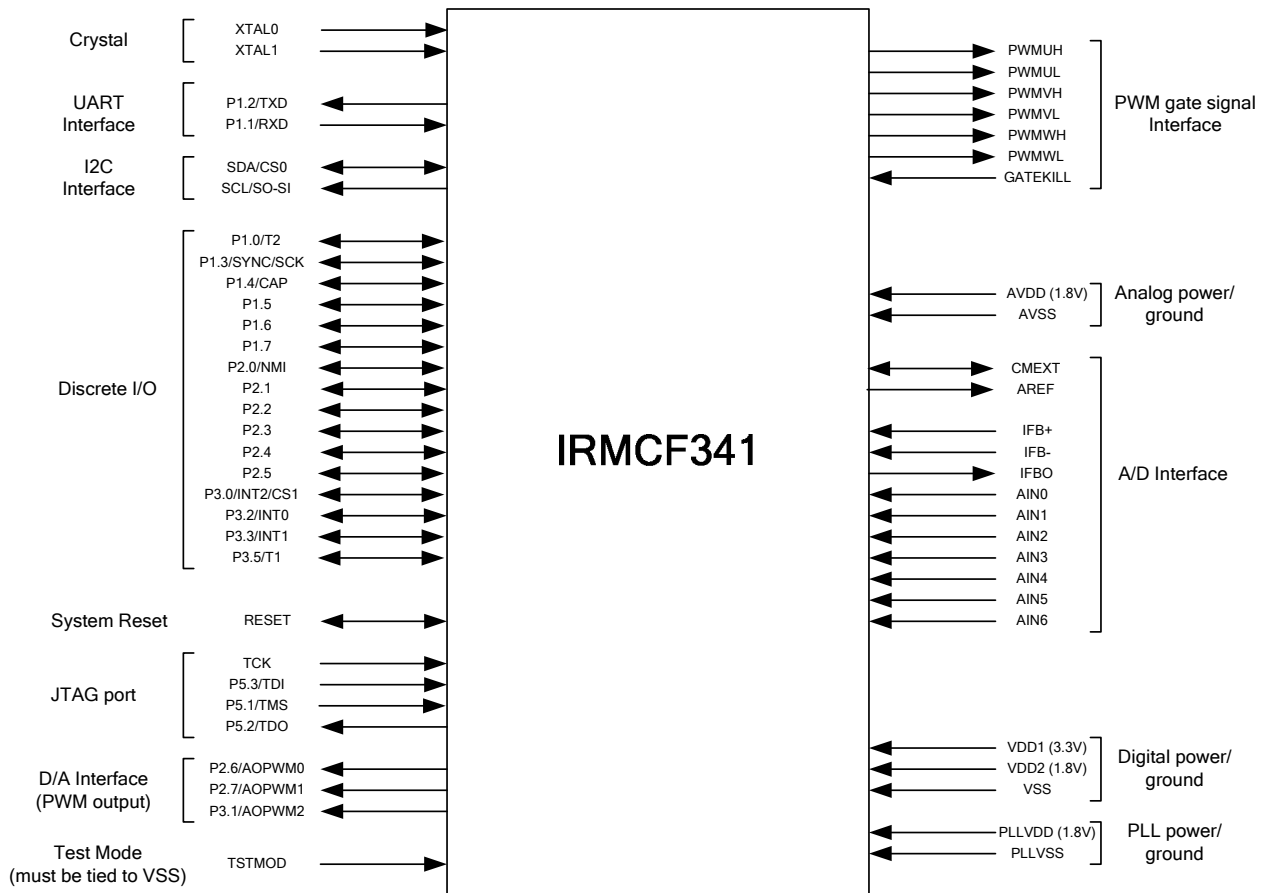 Crystal
XTAL0
XTAL1
UART
Interface
P1.2/TXD
P1.1/RXD
I2C
Interface
SDA/CS0
SCL/SO-SI
Discrete I/O
P1.0/T2
P1.3/SYNC/SCK
P1.4/CAP
P1.5
P1.6
P1.7
P2.0/NMI
P2.1
P2.2
P2.3
P2.4
P2.5
P3.0/INT2/CS1
P3.2/INT0
P3.3/INT1
P3.5/T1
System Reset
RESET
JTAG port
TCK
P5.3/TDI
P5.1/TMS
P5.2/TDO
D/A Interface
(PWM output)
P2.6/AOPWM0
P2.7/AOPWM1
P3.1/AOPWM2
Test Mode
(must be tied to VSS)
TSTMOD
IRMCF341
PWMUH
PWMUL
PWMVH
PWMVL
PWMWH
PWMWL
GATEKILL
PWM gate signal
Interface
AVDD (1.8V)
AVSS
Analog power/
ground
CMEXT
AREF
IFB+
IFB-
IFBO
AIN0
AIN1
AIN2
AIN3
AIN4
AIN5
AIN6
A/D Interface
VDD1 (3.3V)
VDD2 (1.8V)
VSS
Digital power/
ground
PLLVDD (1.8V)
PLLVSS
PLL power/
ground